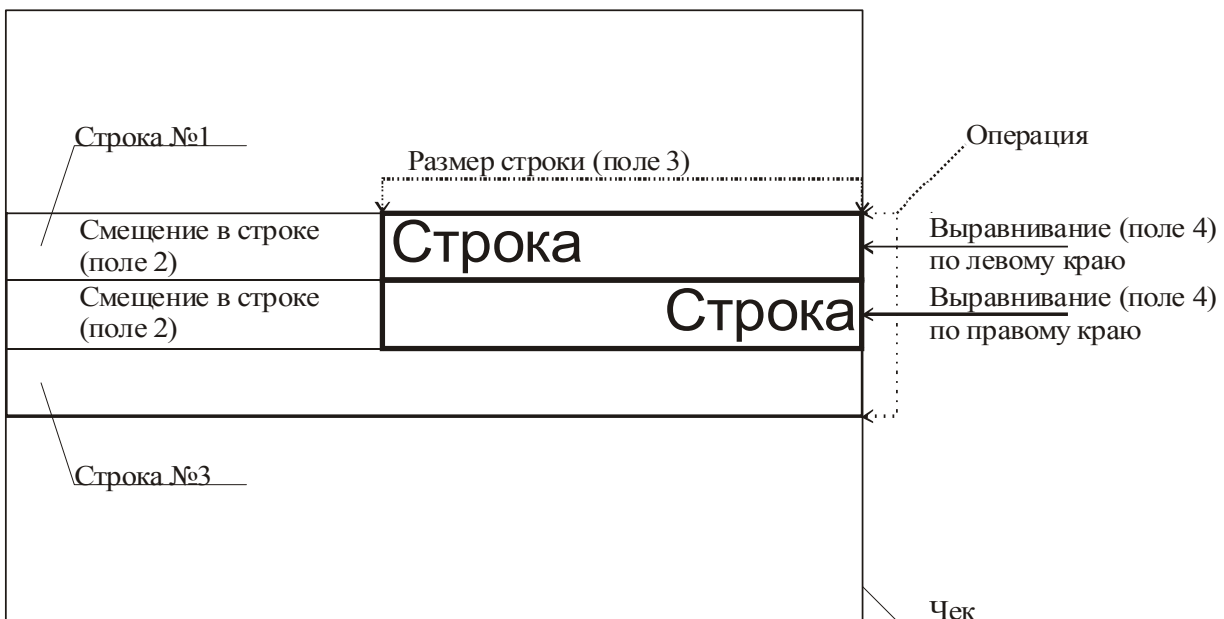 Строка №1
Операция
Размер строки (поле 3)
Смещение в строке
(поле 2)
Строка
Выравнивание (поле 4)
по левому краю
Смещение в строке
(поле 2)
Строка
Выравнивание (поле 4)
по правому краю
Строка №3
Чек